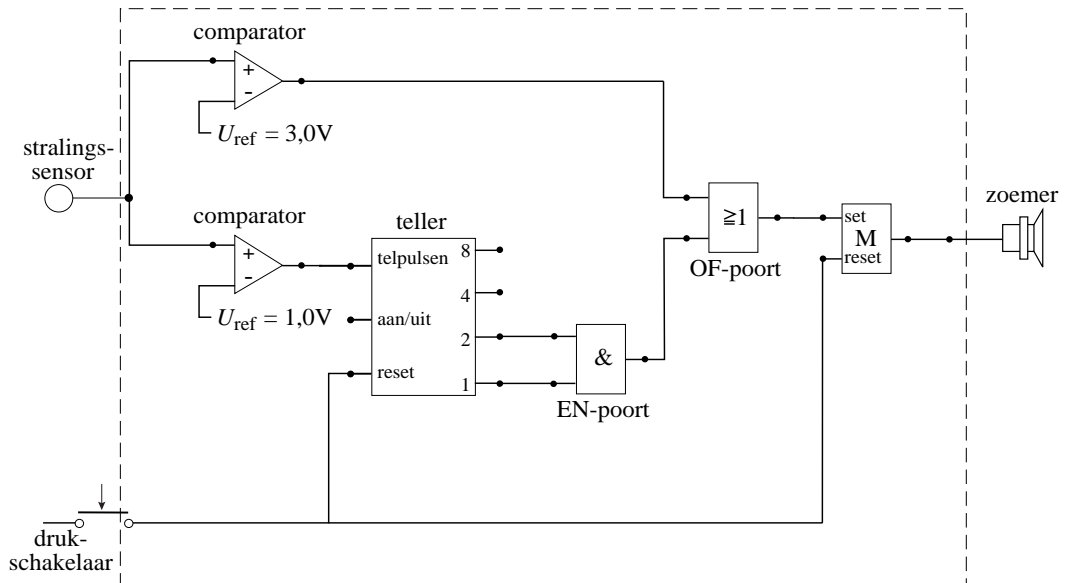 comparator
+
-
U_ref = 3,0V
stralings-
sensor
comparator
+
-
U_ref = 1,0V
teller
telpulsen
aan/uit
reset
8
4
2
1
&
EN-poort
≧1
OF-poort
set
M
reset
zoemer
druk-
schakelaar